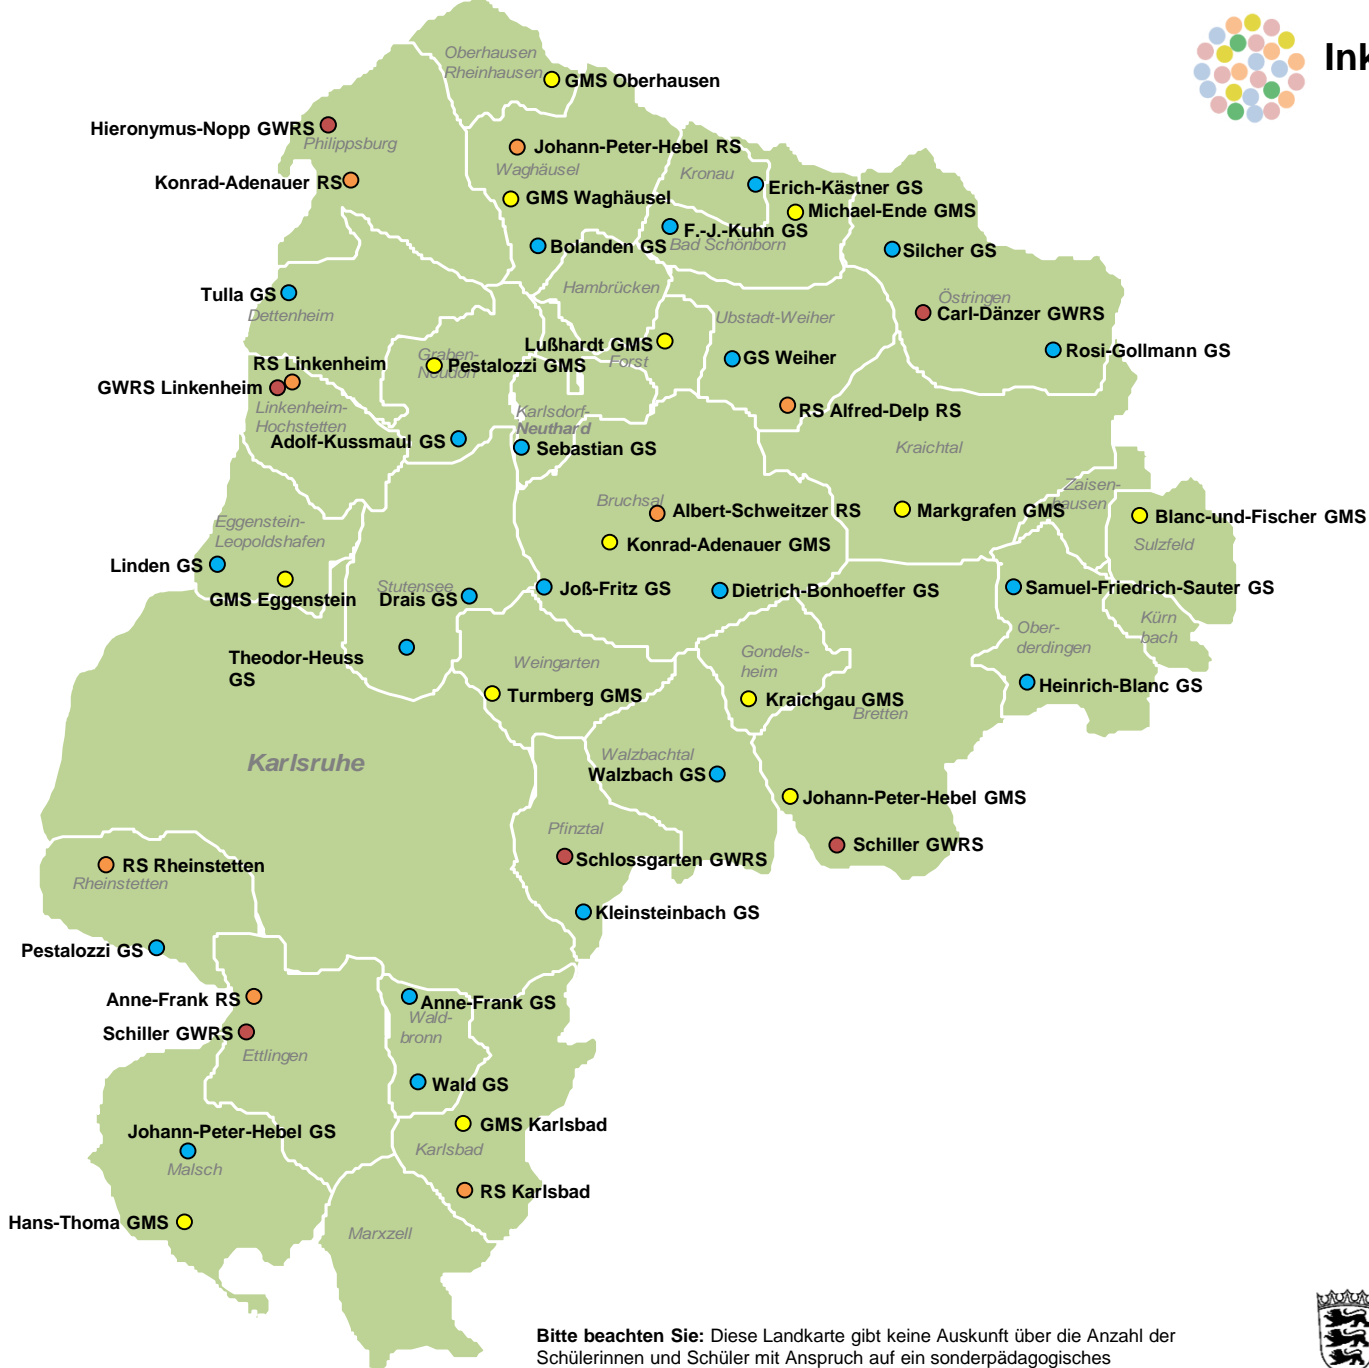 Ink
Oberhausen
Rheinhausen
GMS Oberhausen
Hieronymus-Nopp GWRS
Philippsburg
Konrad-Adenauer RS
Johann-Peter-Hebel RS
Waghäusel
GMS Waghäusel
Bolanden GS
Kronau
Erich-Kästner GS
Michael-Ende GMS
F.-J.-Kuhn GS
Bad Schönborn
Silcher GS
Östringen
Carl-Dänzer GWRS
Rosi-Gollmann GS
Tulla GS
Dettenheim
Hambrücken
Ubstadt-Weiher
Lußhardt GMS
Forst
GS Weiher
RS Linkenheim
GWRS Linkenheim
Linkenheim-
Hochstetten
Graben-
Neudorf
Pestalozzi GMS
Adolf-Kussmaul GS
Karlsdorf-
Neuthard
Sebastian GS
RS Alfred-Delp RS
Kraichtal
Markgrafen GMS
Zaisen-
hausen
Blanc-und-Fischer GMS
Sulzfeld
Bruchsal
Albert-Schweitzer RS
Konrad-Adenauer GMS
Joß-Fritz GS
Dietrich-Bonhoeffer GS
Eggenstein-
Leopoldshafen
Linden GS
GMS Eggenstein
Stutensee
Drais GS
Theodor-Heuss
GS
Samuel-Friedrich-Sauter GS
Ober-
derdingen
Kürn
bach
Heinrich-Blanc GS
Weingarten
Turmberg GMS
Gondels-
heim
Kraichgau GMS
Bretten
Karlsruhe
Walzbachtal
Walzbach GS
Johann-Peter-Hebel GMS
Schiller GWRS
Pfinztal
Schlossgarten GWRS
Kleinsteinbach GS
RS Rheinstetten
Rheinstetten
Pestalozzi GS
Anne-Frank RS
Schiller GWRS
Ettlingen
Anne-Frank GS
Wald-
bronn
Wald GS
GMS Karlsbad
Karlsbad
RS Karlsbad
Johann-Peter-Hebel GS
Malsch
Hans-Thoma GMS
Marxzell
Bitte beachten Sie: Diese Landkarte gibt keine Auskunft über die Anzahl der
Schülerinnen und Schüler mit Anspruch auf ein sonderpädagogisches